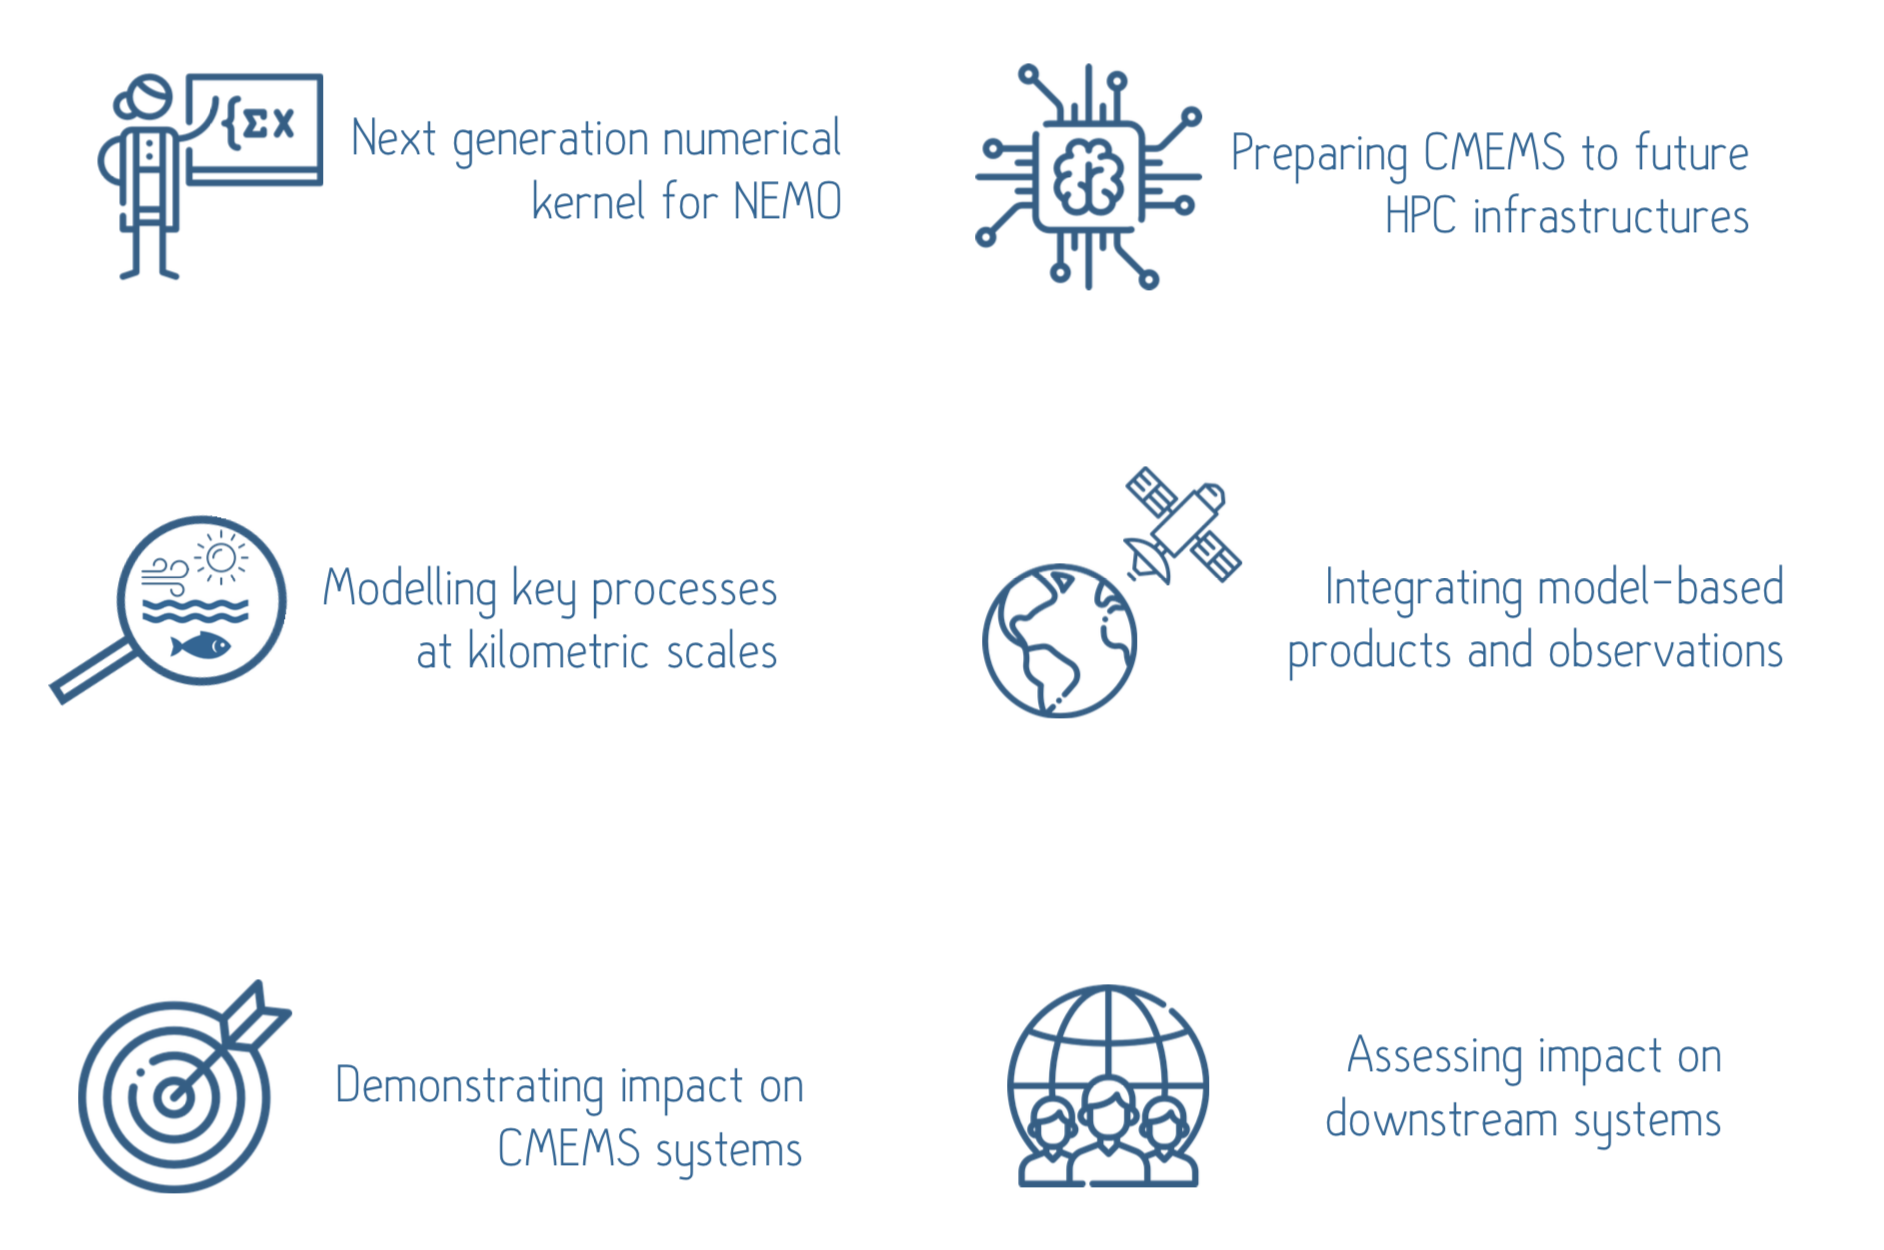 {ΣX
Next generation numerical
kernel for NEMO
Preparing CMEMS to future
HPC infrastructures
Modelling key processes
at kilometric scales
Integrating model-based
products and observations
Demonstrating impact on
CMEMS systems
Assessing impact on
downstream systems